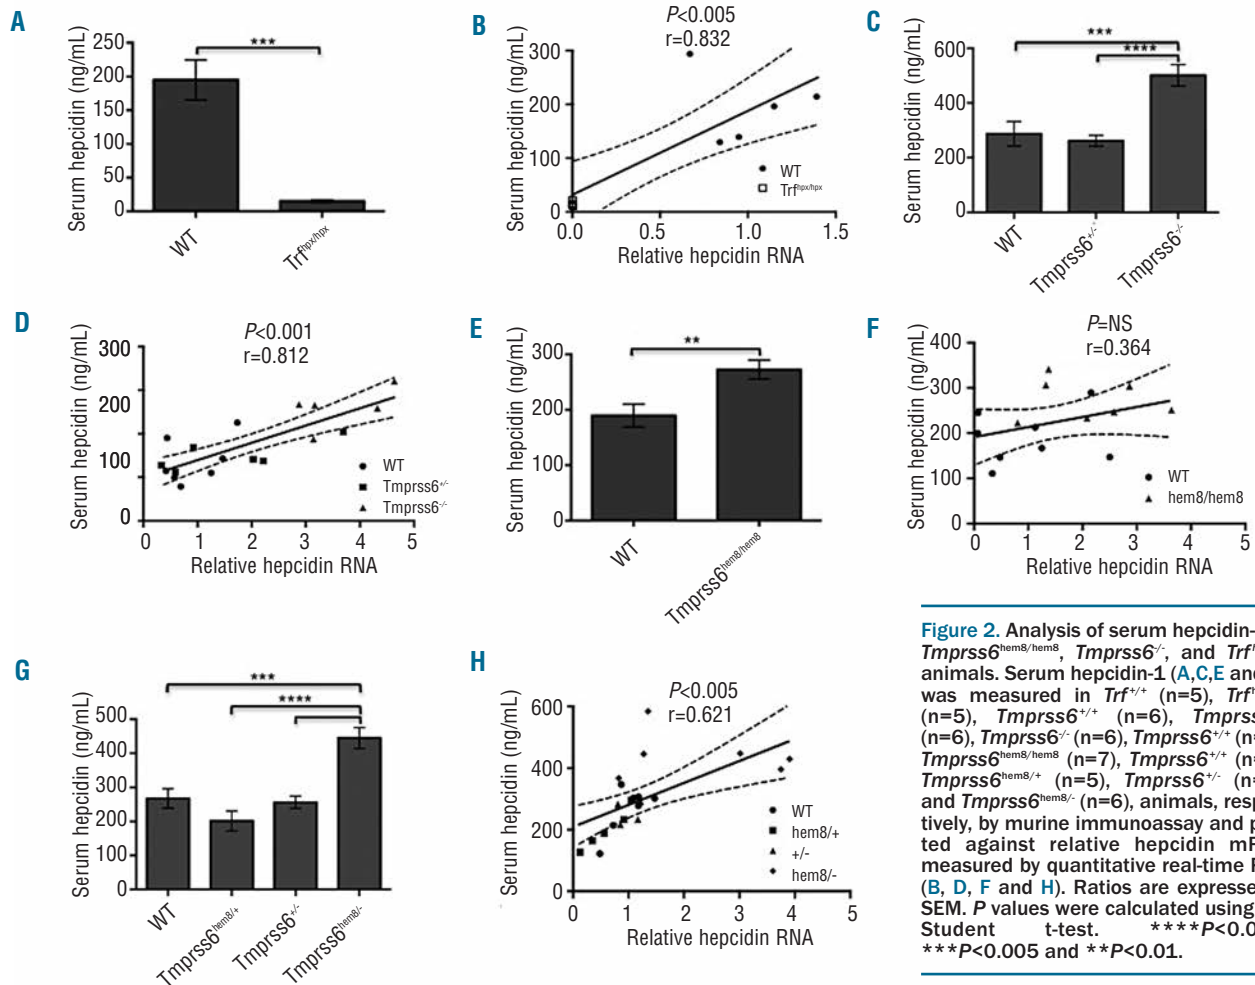 A
Serum hepcidin (ng/mL)
250
200
150
100
50
0
***
WT
Trf^hpx/hpx
B
P<0.005
r=0.832
Serum hepcidin (ng/mL)
300
200
100
0
0.0 0.5 1.0 1.5
Relative hepcidin RNA
WT
Trf^hpx/hpx
C
Serum hepcidin (ng/mL)
600
400
200
0
***
****
WT
Tmprss6^+/-
Tmprss6^-/-
D
P<0.001
r=0.812
Serum hepcidin (ng/mL)
300
200
100
0
0 1 2 3 4 5
Relative hepcidin RNA
WT
Tmprss6^+/-
Tmprss6^-/-
E
Serum hepcidin (ng/mL)
300
200
100
0
**
WT
Tmprss6^hem8/hem8
F
P=NS
r=0.364
Serum hepcidin (ng/mL)
400
300
200
100
0
0 1 2 3 4 5
Relative hepcidin RNA
WT
hem8/hem8
G
Serum hepcidin (ng/mL)
500
400
300
200
100
0
***
****
WT
Tmprss6^hem8/+
Tmprss6^+/-
Tmprss6^hem8/-
H
P<0.005
r=0.621
Serum hepcidin (ng/mL)
600
400
200
0
0 1 2 3 4 5
Relative hepcidin RNA
WT
hem8/+
+/-
hem8/-
Figure 2. Analysis of serum hepcidin-
Tmprss6^hem8/hem8, Tmprss6^-/-, and Trf^h
animals. Serum hepcidin-1 (A,C,E and
was measured in Trf^+/+ (n=5), Trf^h
(n=5), Tmprss6^+/+ (n=6), Tmprss
(n=6), Tmprss6^-/- (n=6), Tmprss6^+/+ (n=
Tmprss6^hem8/hem8 (n=7), Tmprss6^+/+ (n=
Tmprss6^hem8/+ (n=5), Tmprss6^+/- (n=
and Tmprss6^hem8/- (n=6), animals, resp
tively, by murine immunoassay and p
ted against relative hepcidin mR
measured by quantitative real-time P
(B, D, F and H). Ratios are expresse
SEM. P values were calculated using
Student t-test. ****P<0.0
***P<0.005 and **P<0.01.